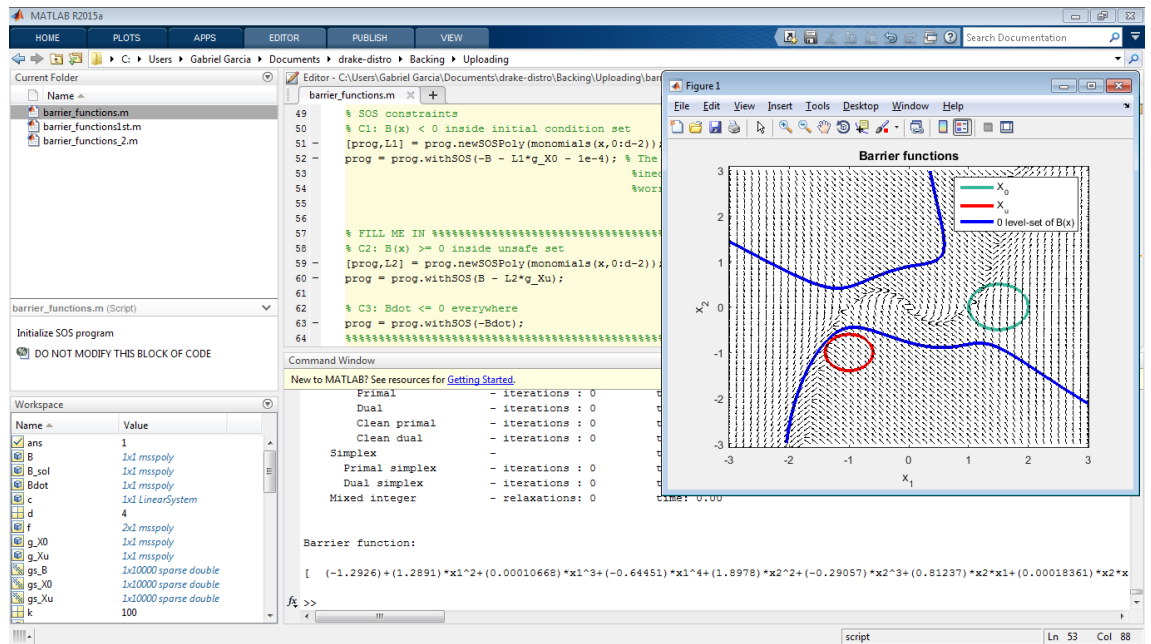 MATLAB R2015a
HOME PLOTS APPS EDITOR PUBLISH VIEW Search Documentation
C: Users Gabriel Garcia Documents drake-distro Backing Uploading
Current Folder
Name
barrier_functions.m
barrier_functions1st.m
barrier_functions_2.m
barrier_functions.m (Script)
Initialize SOS program
DO NOT MODIFY THIS BLOCK OF CODE
Workspace
Name Value
ans 1
B 1x1 msspoly
B_sol 1x1 msspoly
Bdot 1x1 msspoly
c 1x1 LinearSystem
d 4
f 2x1 msspoly
g_X0 1x1 msspoly
g_Xu 1x1 msspoly
gs_B 1x10000 sparse double
gs_X0 1x10000 sparse double
gs_Xu 1x10000 sparse double
k 100
Editor - C:\Users\Gabriel Garcia\Documents\drake-distro\Backing\Uploading\bar
barrier_functions.m
49 % SOS constraints
50 % C1: B(x) < 0 inside initial condition set
51 - [prog,L1] = prog.newSOSPoly(monomials(x,0:d-2));
52 - prog = prog.withSOS(-B - L1*g_X0 - 1e-4); % The
53 %ineq
54 %worr
55
56
57 % FILL ME IN %%%%%%%%%%%%%%%%%%%%%%%%%%%%%%%%%%%
58 % C2: B(x) >= 0 inside unsafe set
59 - [prog,L2] = prog.newSOSPoly(monomials(x,0:d-2));
60 - prog = prog.withSOS(B - L2*g_Xu);
61
62 % C3: Bdot <= 0 everywhere
63 - prog = prog.withSOS(-Bdot);
64 %%%%%%%%%%%%%%%%%%%%%%%%%%%%%%%%%%%%%%%%%%%%%%%%
Command Window
New to MATLAB? See resources for Getting Started.
Primal - iterations : 0 t
Dual - iterations : 0 t
Clean primal - iterations : 0 t
Clean dual - iterations : 0 t
Simplex - t
Primal simplex - iterations : 0 t
Dual simplex - iterations : 0 t
Mixed integer - relaxations: 0 time: 0.00
Barrier function:
[ (-1.2926)+(1.2891)*x1^2+(0.00010668)*x1^3+(-0.64451)*x1^4+(1.8978)*x2^2+(-0.29057)*x2^3+(0.81237)*x2*x1+(0.00018361)*x2*x
fx >>
Figure 1
File Edit View Insert Tools Desktop Window Help
Barrier functions
X0
Xu
0 level-set of B(x)
3
2
1
0
-1
-2
-3
x2
-3 -2 -1 0 1 2 3
x1
script Ln 53 Col 88